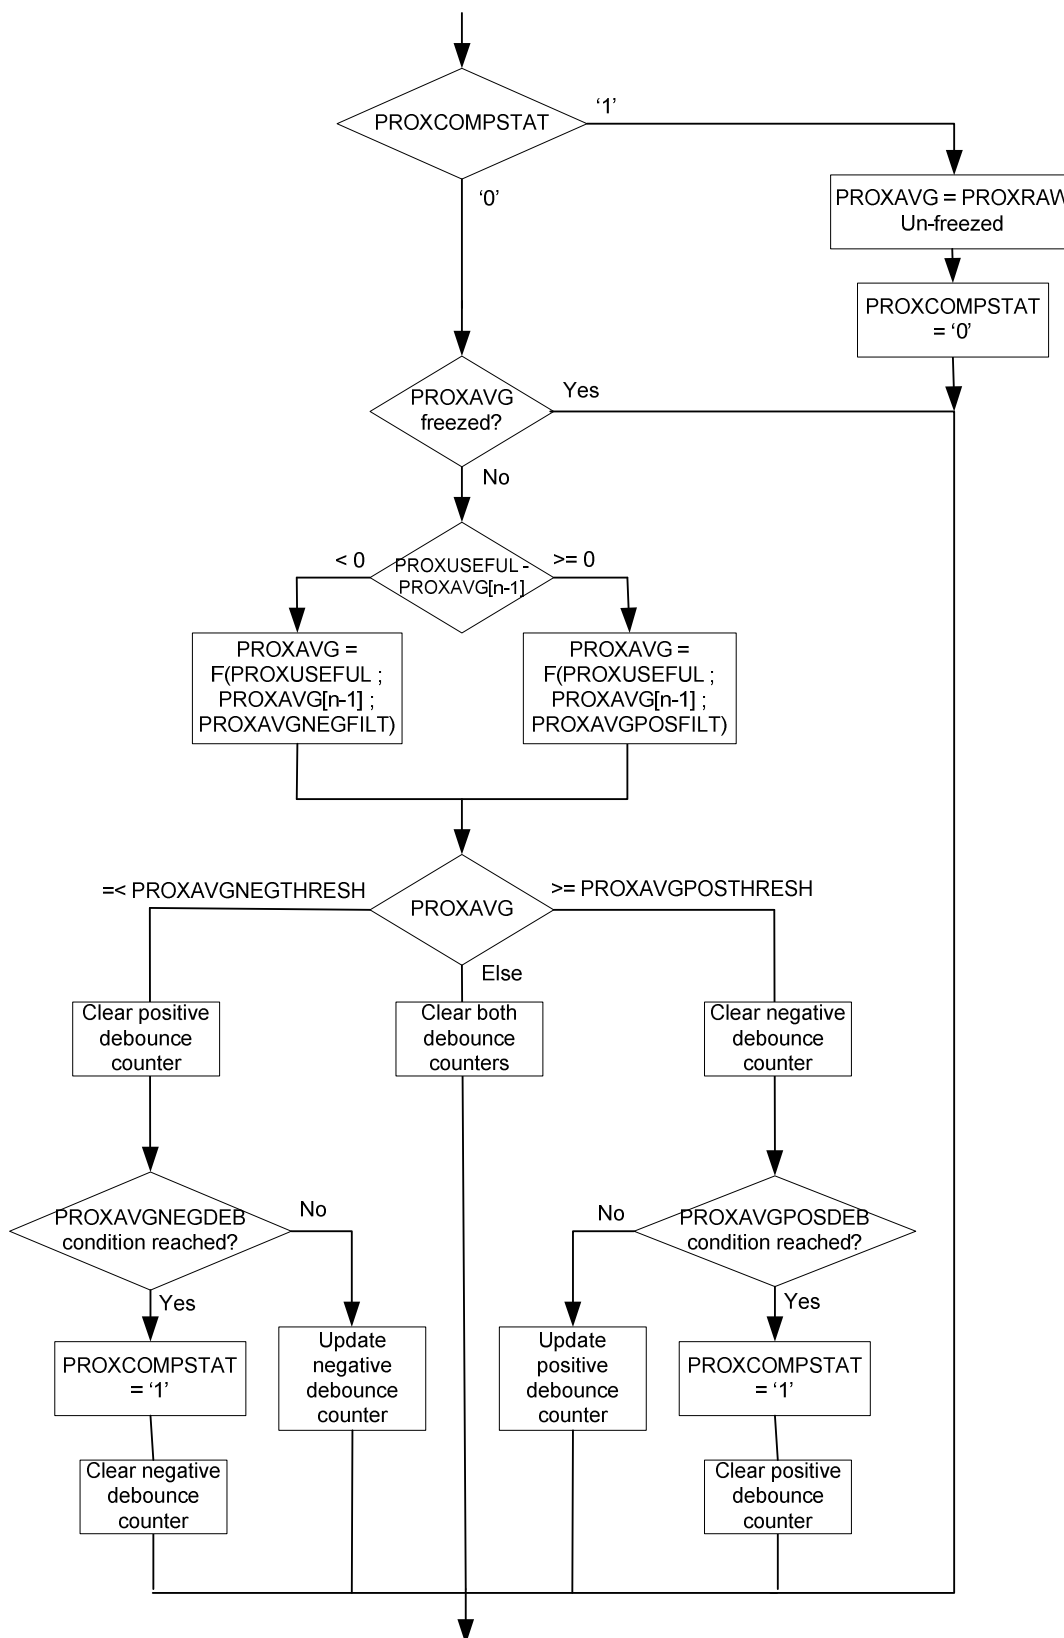 PROXCOMPSTAT
‘1’
‘0’
PROXAVG = PROXRAW
Un-freezed
PROXCOMPSTAT
= ‘0’
PROXAVG
freezed?
Yes
No
< 0
PROXUSEFUL -
PROXAVG[n-1]
>= 0
PROXAVG =
F(PROXUSEFUL ;
PROXAVG[n-1] ;
PROXAVGNEGFILT)
PROXAVG =
F(PROXUSEFUL ;
PROXAVG[n-1] ;
PROXAVGPOSFILT)
=< PROXAVGNEGTHRESH
PROXAVG
>= PROXAVGPOSTHRESH
Else
Clear positive
debounce
counter
Clear both
debounce
counters
Clear negative
debounce
counter
PROXAVGNEGDEB
condition reached?
No
Yes
No
PROXAVGPOSDEB
condition reached?
Yes
PROXCOMPSTAT
= ‘1’
Update
negative
debounce
counter
Update
positive
debounce
counter
PROXCOMPSTAT
= ‘1’
Clear negative
debounce
counter
Clear positive
debounce
counter